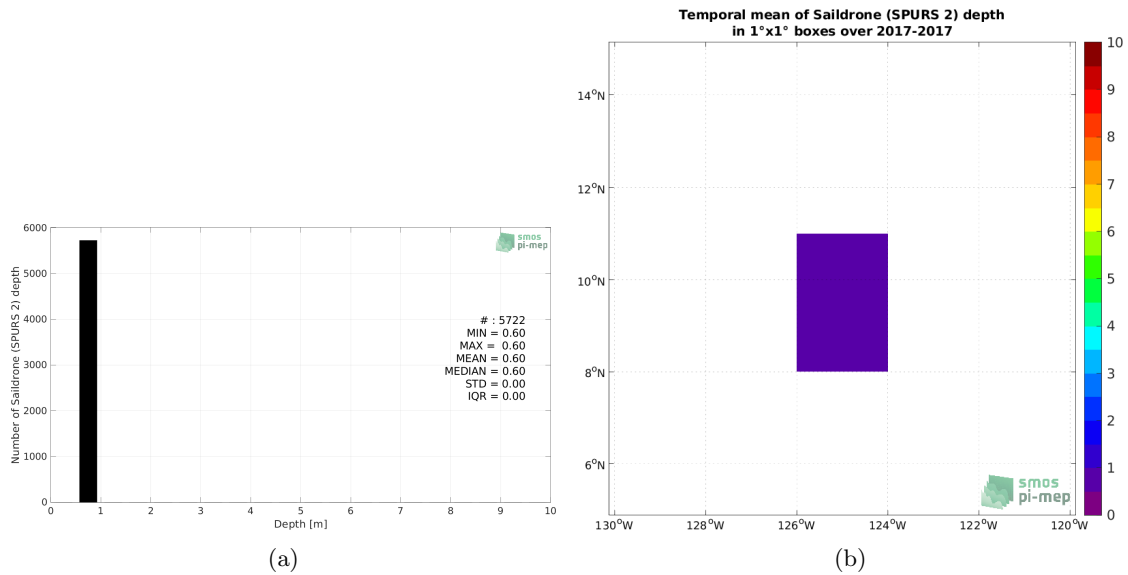 6000
5000
4000
3000
2000
1000
0
Number of Saildrone (SPURS 2) depth
smos
pi-mep
# : 5722
MIN = 0.60
MAX = 0.60
MEAN = 0.60
MEDIAN = 0.60
STD = 0.00
IQR = 0.00
0 1 2 3 4 5 6 7 8 9 10
Depth [m]
(a)
Temporal mean of Saildrone (SPURS 2) depth
in 1°x1° boxes over 2017-2017
14°N
12°N
10°N
8°N
6°N
130°W 128°W 126°W 124°W 122°W 120°W
smos
pi-mep
10
9
8
7
6
5
4
3
2
1
0
(b)